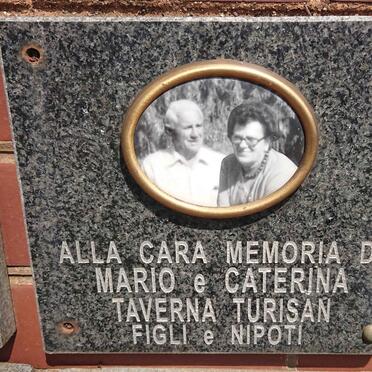 ALLA CARA MEMORIA D
MARIO e CATERINA
TAVERNA TURISAN
FIGLI e NIPOTI